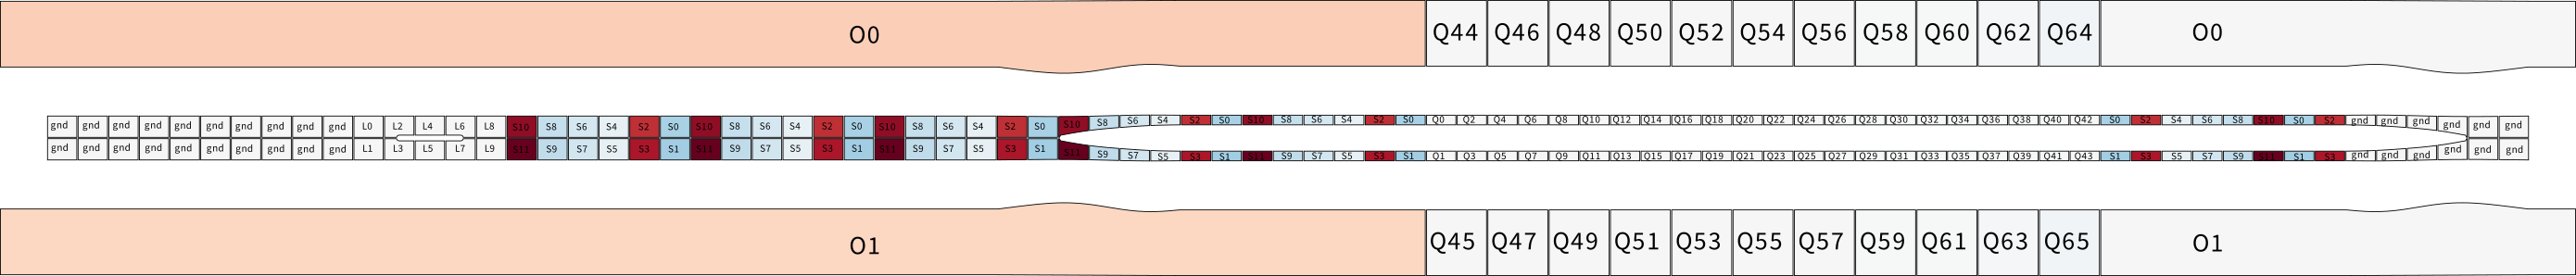 O0 Q44 Q46 Q48 Q50 Q52 Q54 Q56 Q58 Q60 Q62 Q64 O0
gnd gnd gnd gnd gnd gnd gnd gnd gnd gnd L0 L2 L4 L6 L8 S10 S8 S6 S4 S2 S0 S10 S8 S6 S4 S2 S0 S10 S8 S6 S4 S2 S0 S10 S8 S6 S4 S2 S0 S10 S8 S6 S4 S2 S0 Q0 Q2 Q4 Q6 Q8 Q10 Q12 Q14 Q16 Q18 Q20 Q22 Q24 Q26 Q28 Q30 Q32 Q34 Q36 Q38 Q40 Q42 S0 S2 S4 S6 S8 S10 S0 S2 gnd gnd gnd gnd gnd gnd
gnd gnd gnd gnd gnd gnd gnd gnd gnd gnd L1 L3 L5 L7 L9 S11 S9 S7 S5 S3 S1 S11 S9 S7 S5 S3 S1 S11 S9 S7 S5 S3 S1 S11 S9 S7 S5 S3 S1 S11 S9 S7 S5 S3 S1 Q1 Q3 Q5 Q7 Q9 Q11 Q13 Q15 Q17 Q19 Q21 Q23 Q25 Q27 Q29 Q31 Q33 Q35 Q37 Q39 Q41 Q43 S1 S3 S5 S7 S9 S11 S1 S3 gnd gnd gnd gnd gnd gnd
O1 Q45 Q47 Q49 Q51 Q53 Q55 Q57 Q59 Q61 Q63 Q65 O1